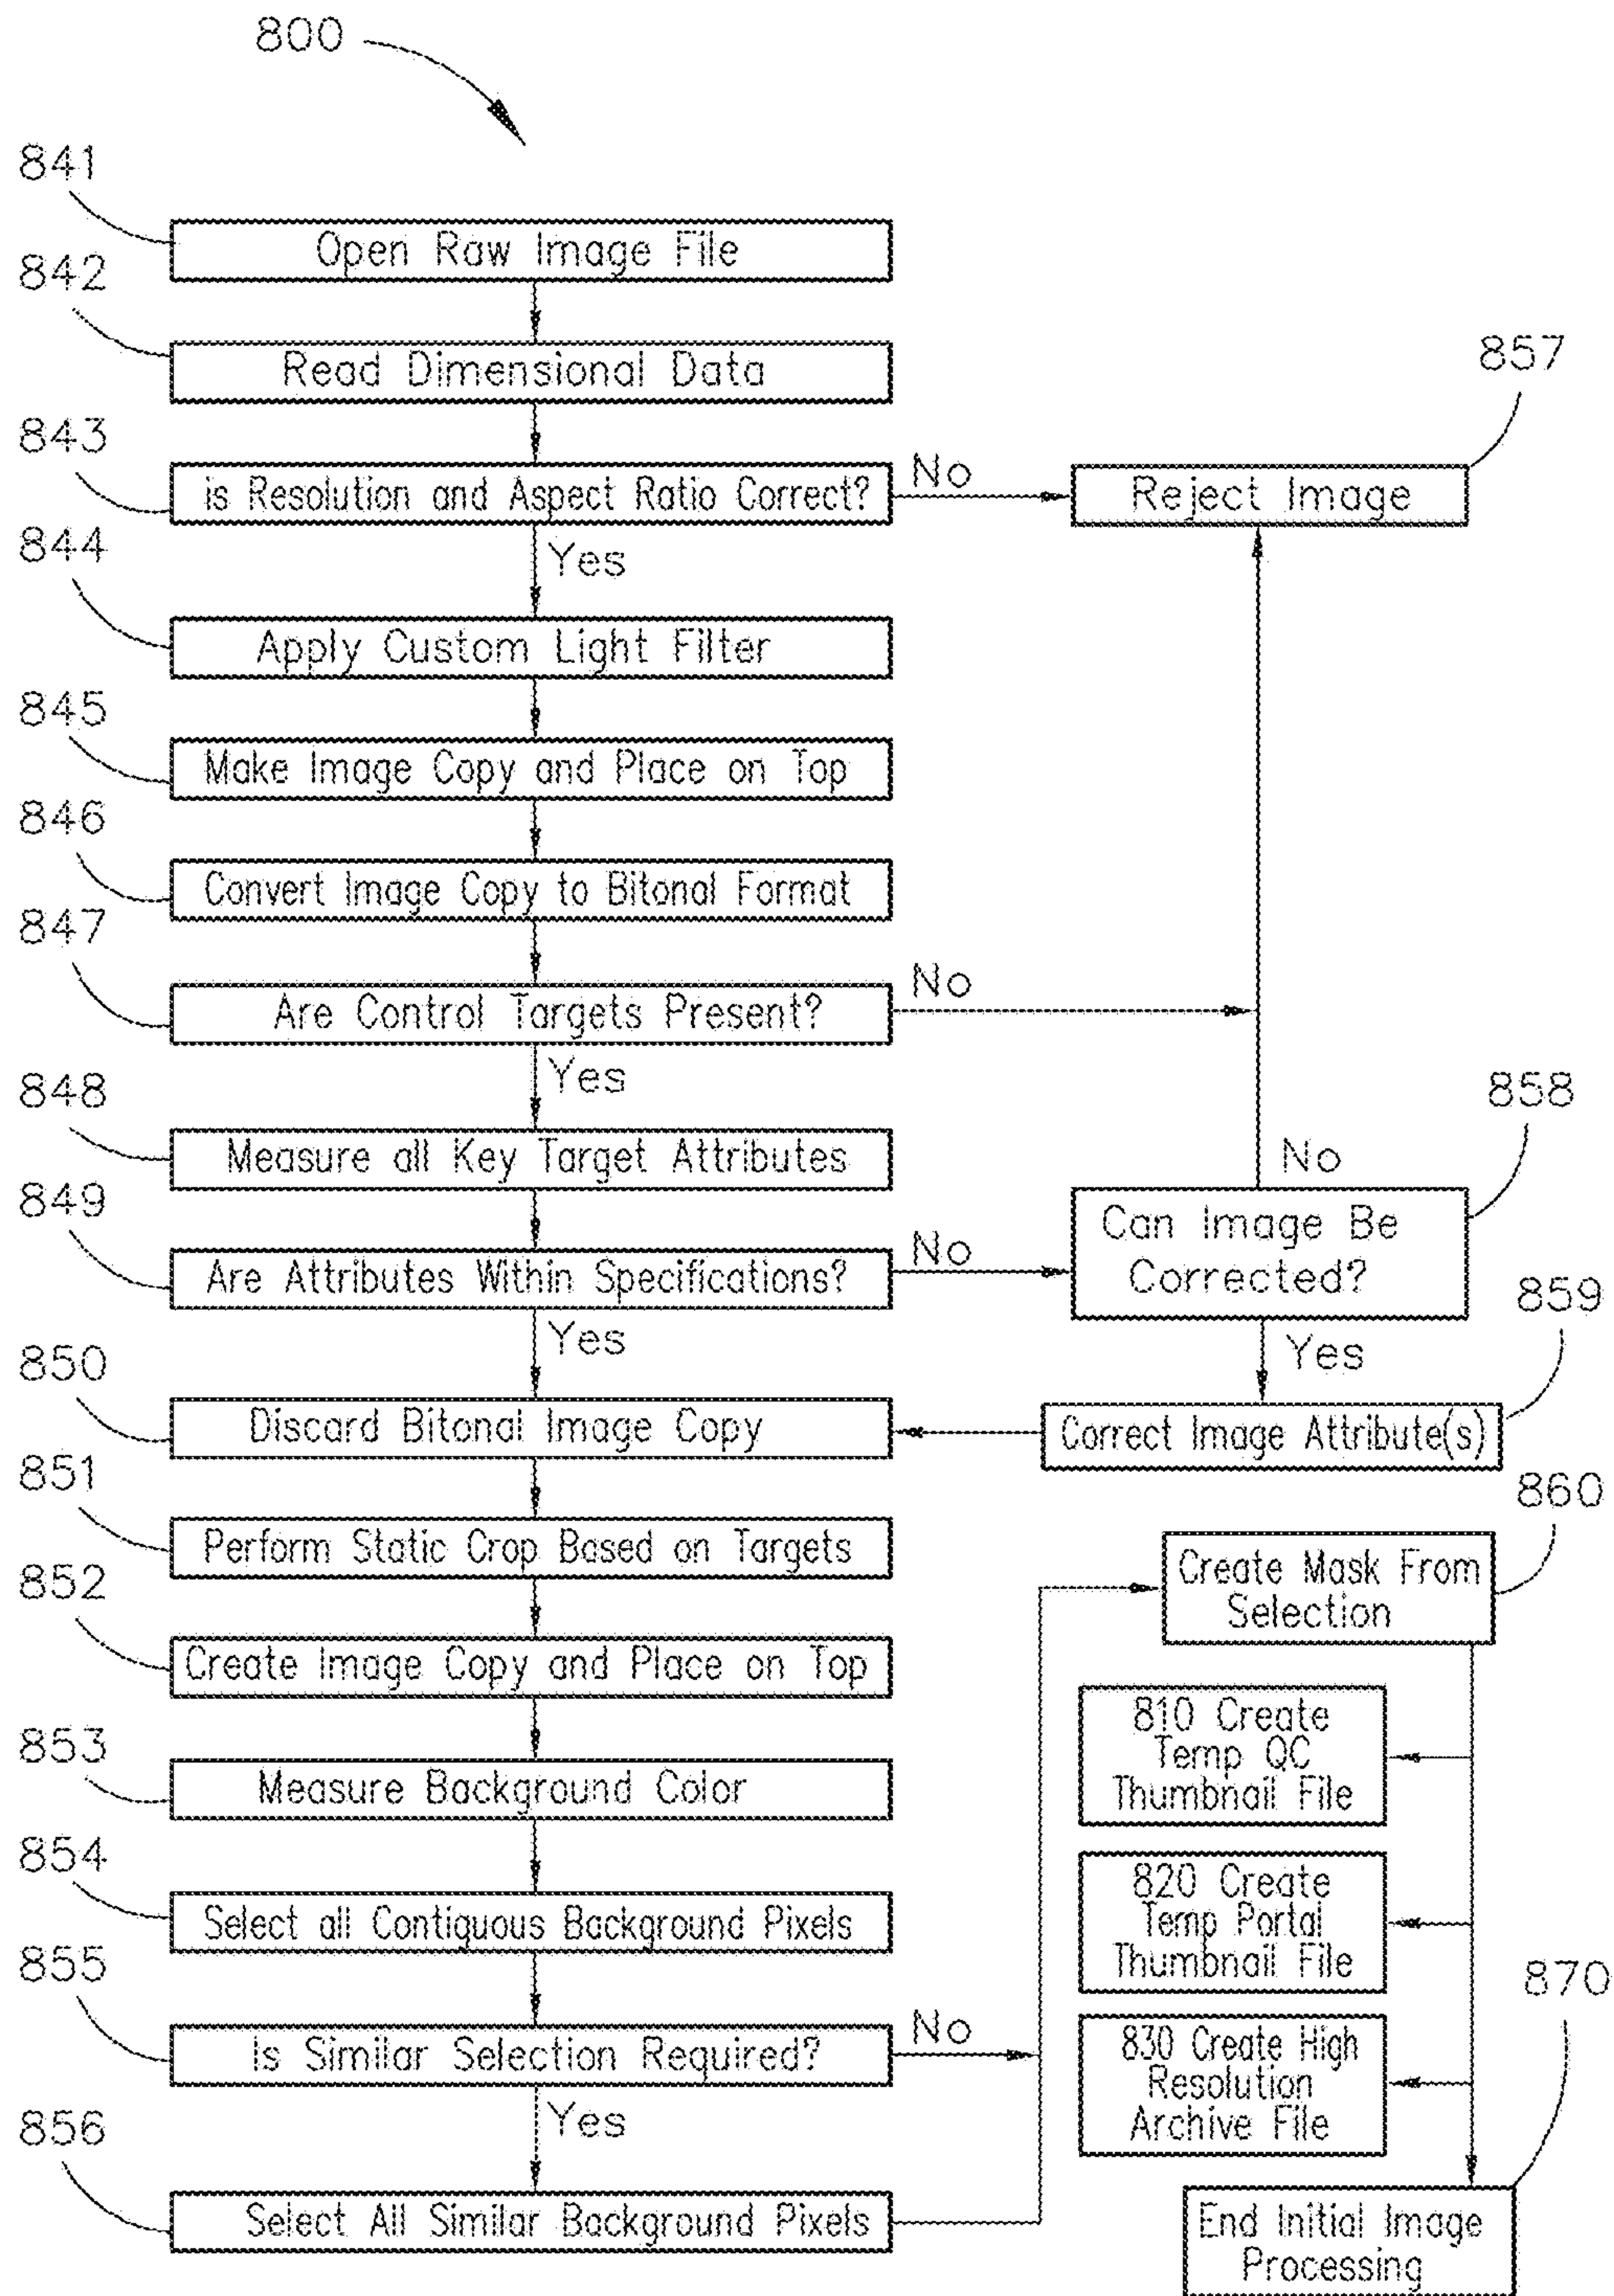 800
841
Open Raw Image File
842
Read Dimensional Data
857
843
is Resolution and Aspect Ratio Correct?
No
Reject Image
844
Yes
Apply Custom Light Filter
845
Make Image Copy and Place on Top
846
Convert Image Copy to Bitonal Format
847
No
Are Control Targets Present?
Yes
848
858
Measure all Key Target Attributes
No
849
Can Image Be
Corrected?
No
Are Attributes Within Specifications?
859
Yes
Yes
850
Discard Bitonal Image Copy
Correct Image Attribute(s)
851
860
Perform Static Crop Based on Targets
Create Mask From
Selection
852
Create Image Copy and Place on Top
810 Create
Temp QC
Thumbnail File
853
Measure Background Color
854
820 Create
Temp Portal
Thumbnail File
Select all Contiguous Background Pixels
855
870
No
Is Similar Selection Required?
830 Create High
Resolution
Archive File
Yes
856
Select All Similar Background Pixels
End Initial Image
Processing